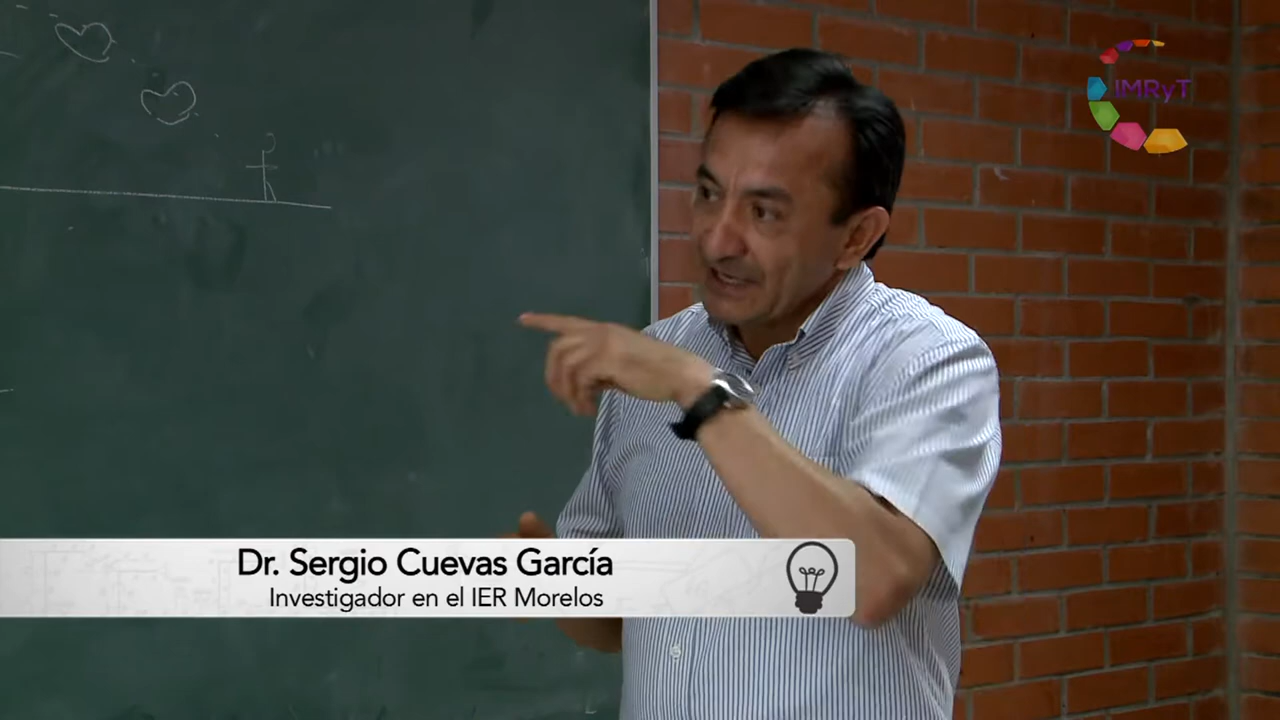 IMRyT
Dr. Sergio Cuevas García
Investigador en el IER Morelos